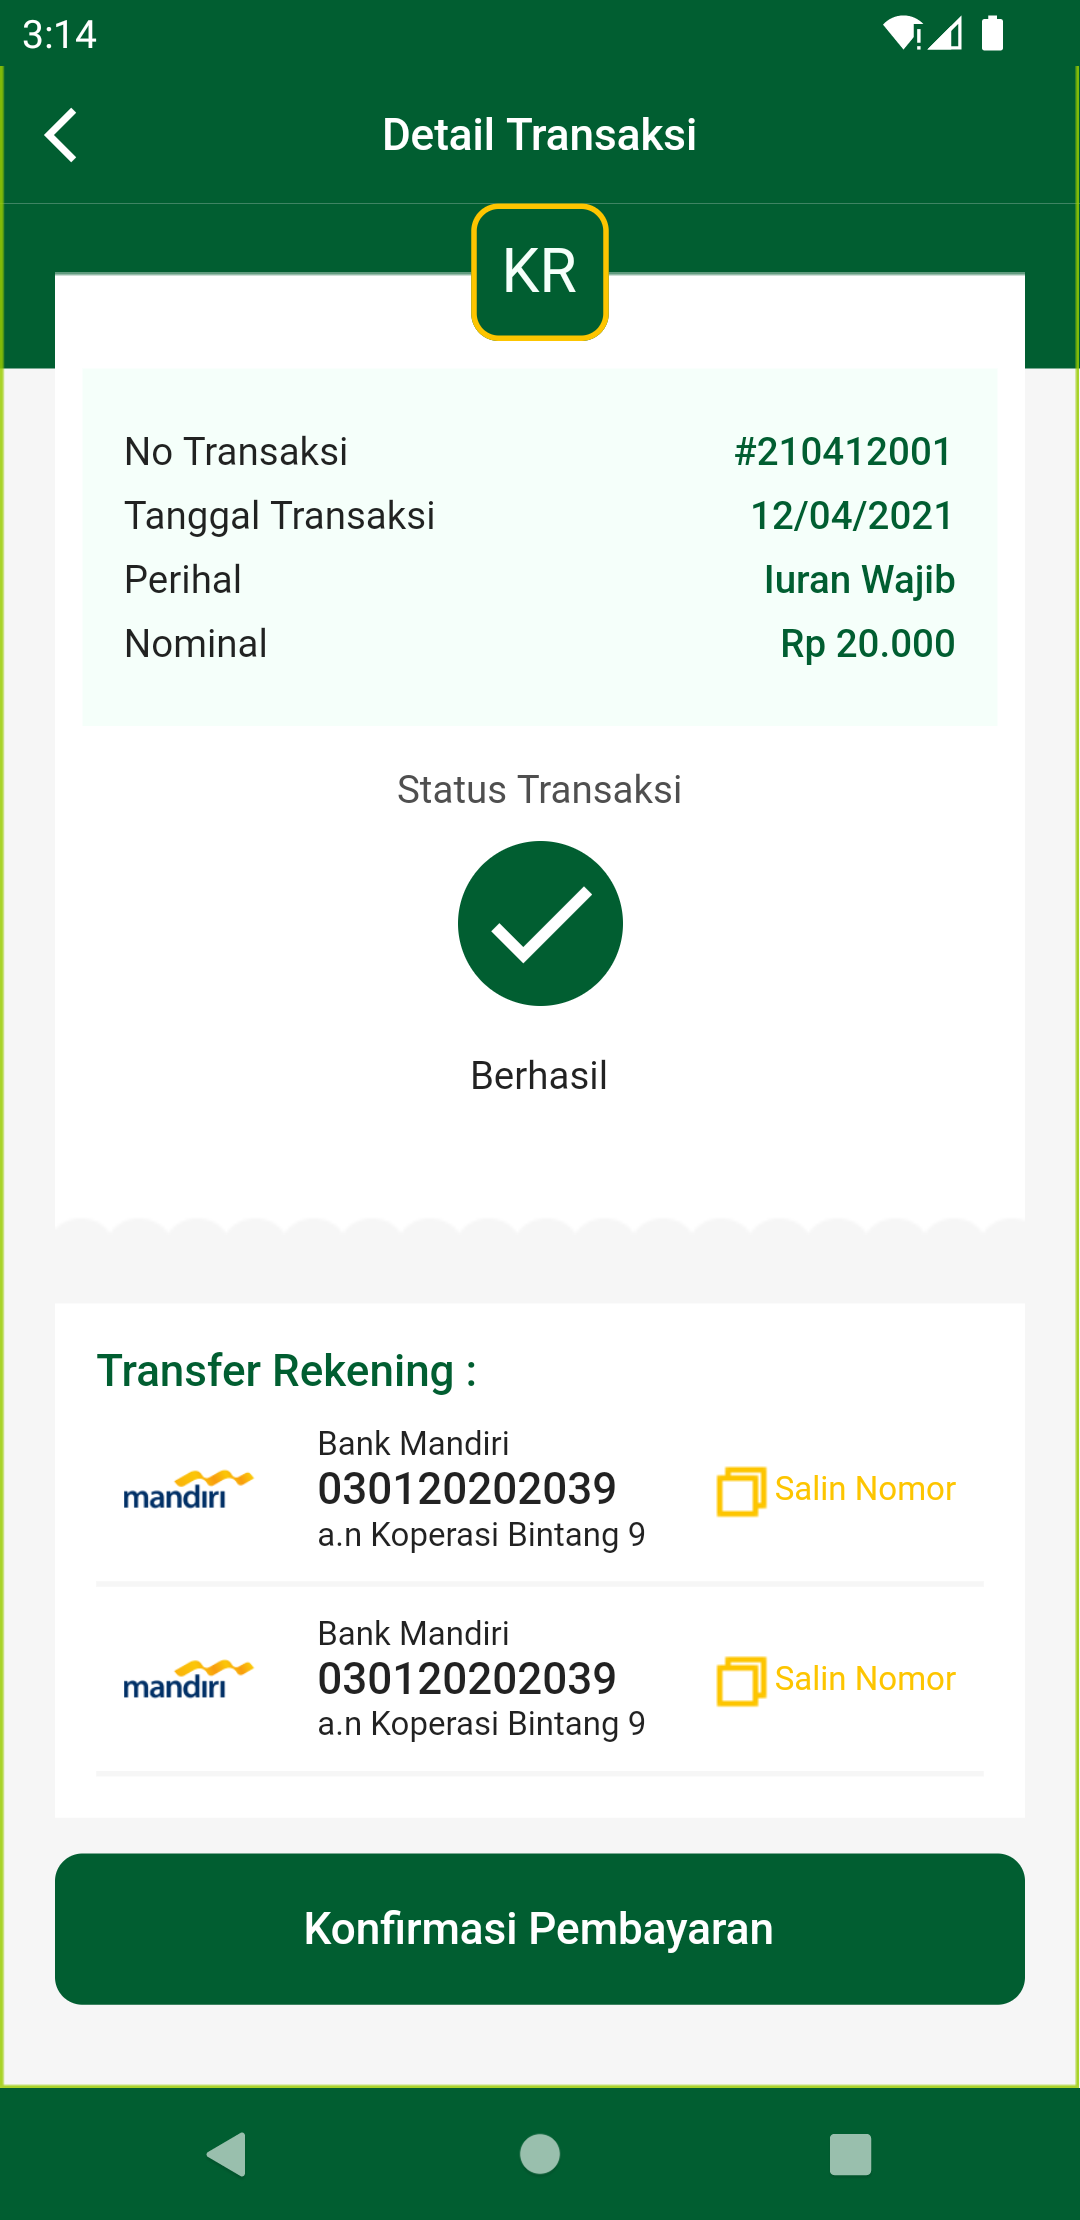 3:14
Detail Transaksi
KR
No Transaksi #210412001
Tanggal Transaksi 12/04/2021
Perihal Iuran Wajib
Nominal Rp 20.000
Status Transaksi
Berhasil
Transfer Rekening :
Bank Mandiri
mandırı 030120202039 Salin Nomor
a.n Koperasi Bintang 9
Bank Mandiri
mandırı 030120202039 Salin Nomor
a.n Koperasi Bintang 9
Konfirmasi Pembayaran